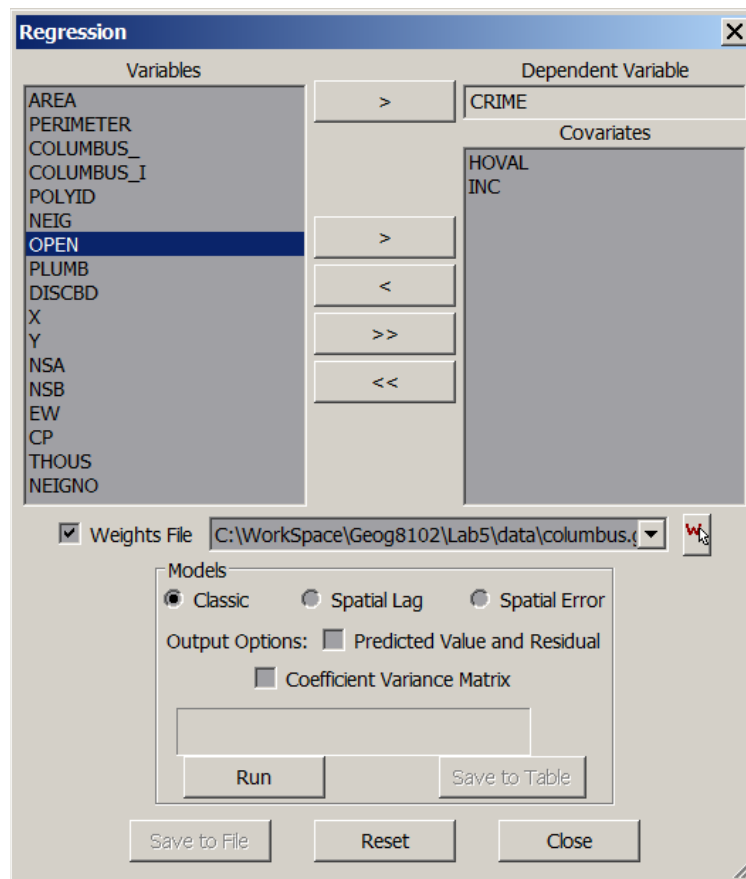 Regression
Variables
AREA
PERIMETER
COLUMBUS_
COLUMBUS_I
POLYID
NEIG
OPEN
PLUMB
DISCBD
X
Y
NSA
NSB
EW
CP
THOUS
NEIGNO
>
>
<
>>
<<
Dependent Variable
CRIME
Covariates
HOVAL
INC
Weights File C:\WorkSpace\Geog8102\Lab5\data\columbus.g
Models
Classic Spatial Lag Spatial Error
Output Options: Predicted Value and Residual
Coefficient Variance Matrix
Run Save to Table
Save to File Reset Close